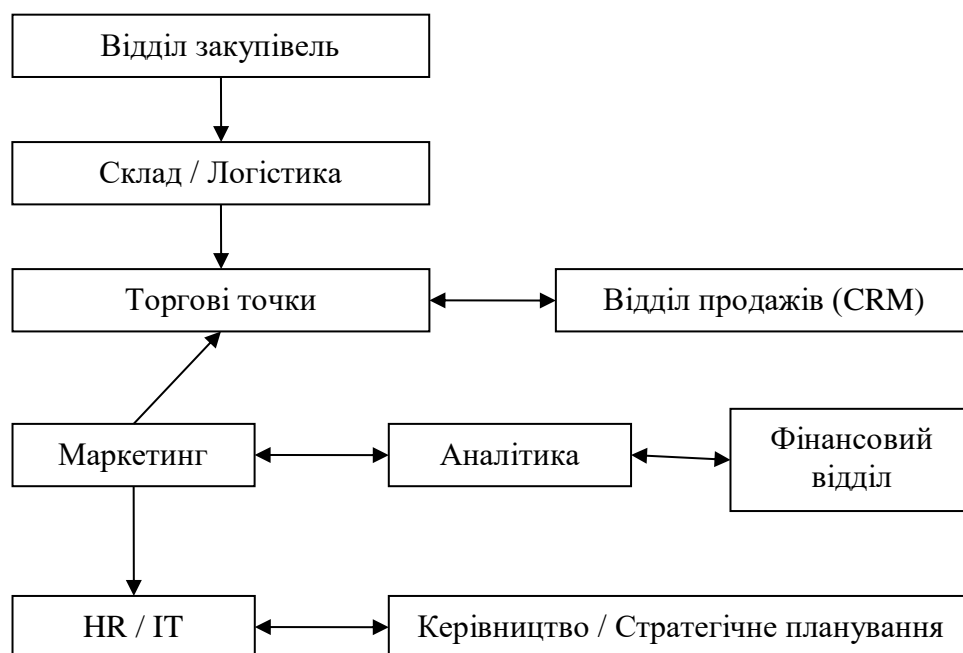 Відділ закупівель
Склад / Логістика
Торгові точки
Відділ продажів (CRM)
Маркетинг
Аналітика
Фінансовий
відділ
HR / IT
Керівництво / Стратегічне планування